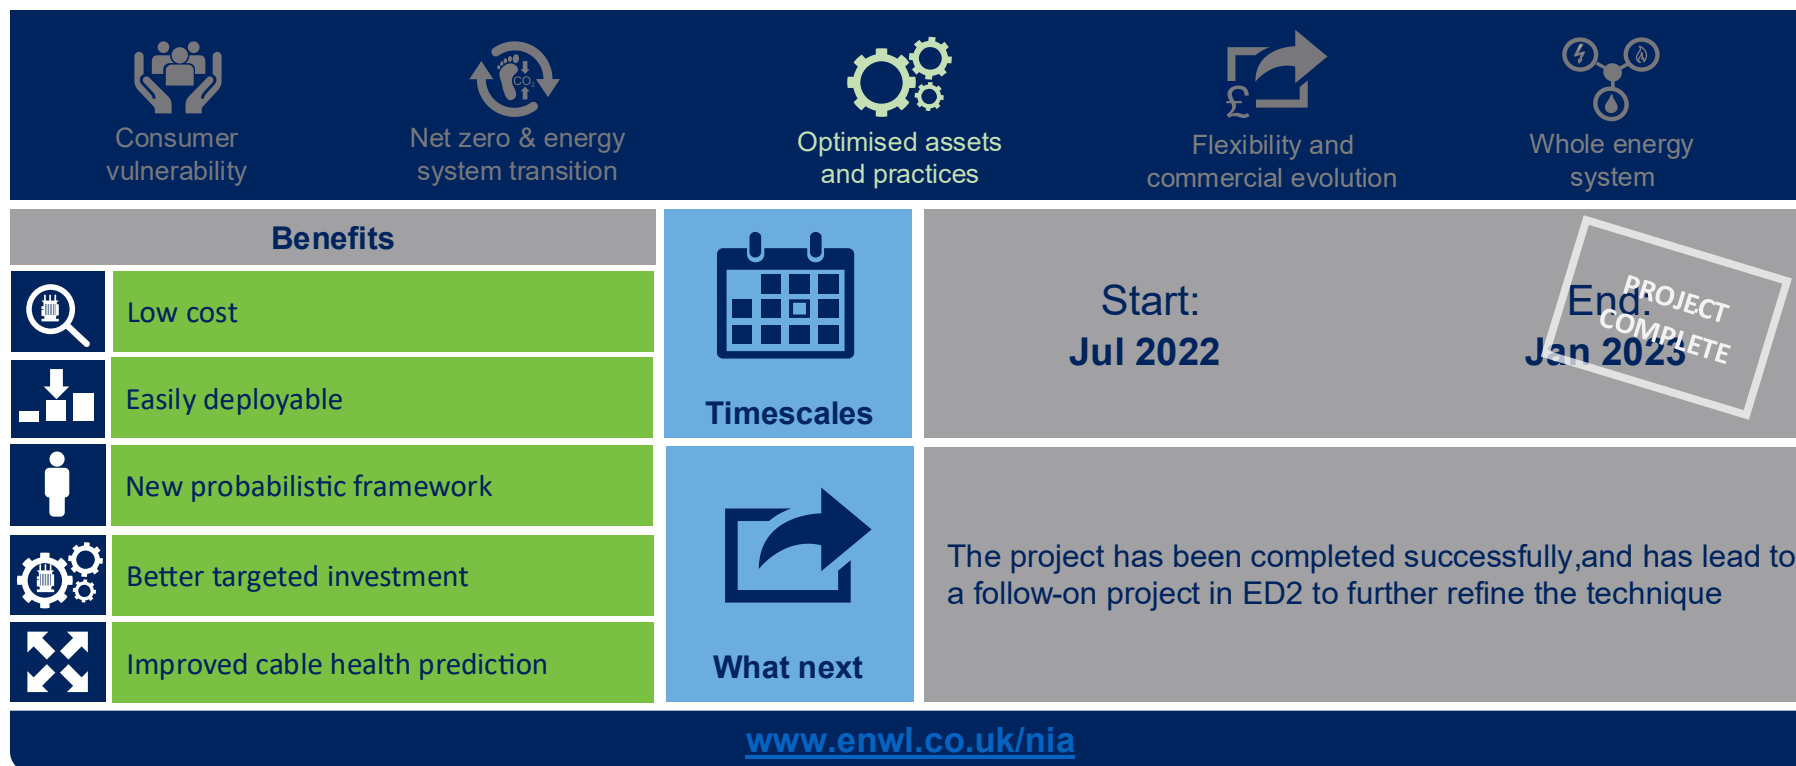 Consumer
vulnerability
CO₂
Net zero & energy
system transition
Optimised assets
and practices
£
Flexibility and
commercial evolution
Whole energy
system
Benefits
Low cost
Easily deployable
New probabilistic framework
Better targeted investment
Improved cable health prediction
Timescales
Start:
Jul 2022
End:
Jan 2023
PROJECT
COMPLETE
What next
The project has been completed successfully,and has lead to
a follow-on project in ED2 to further refine the technique
www.enwl.co.uk/nia